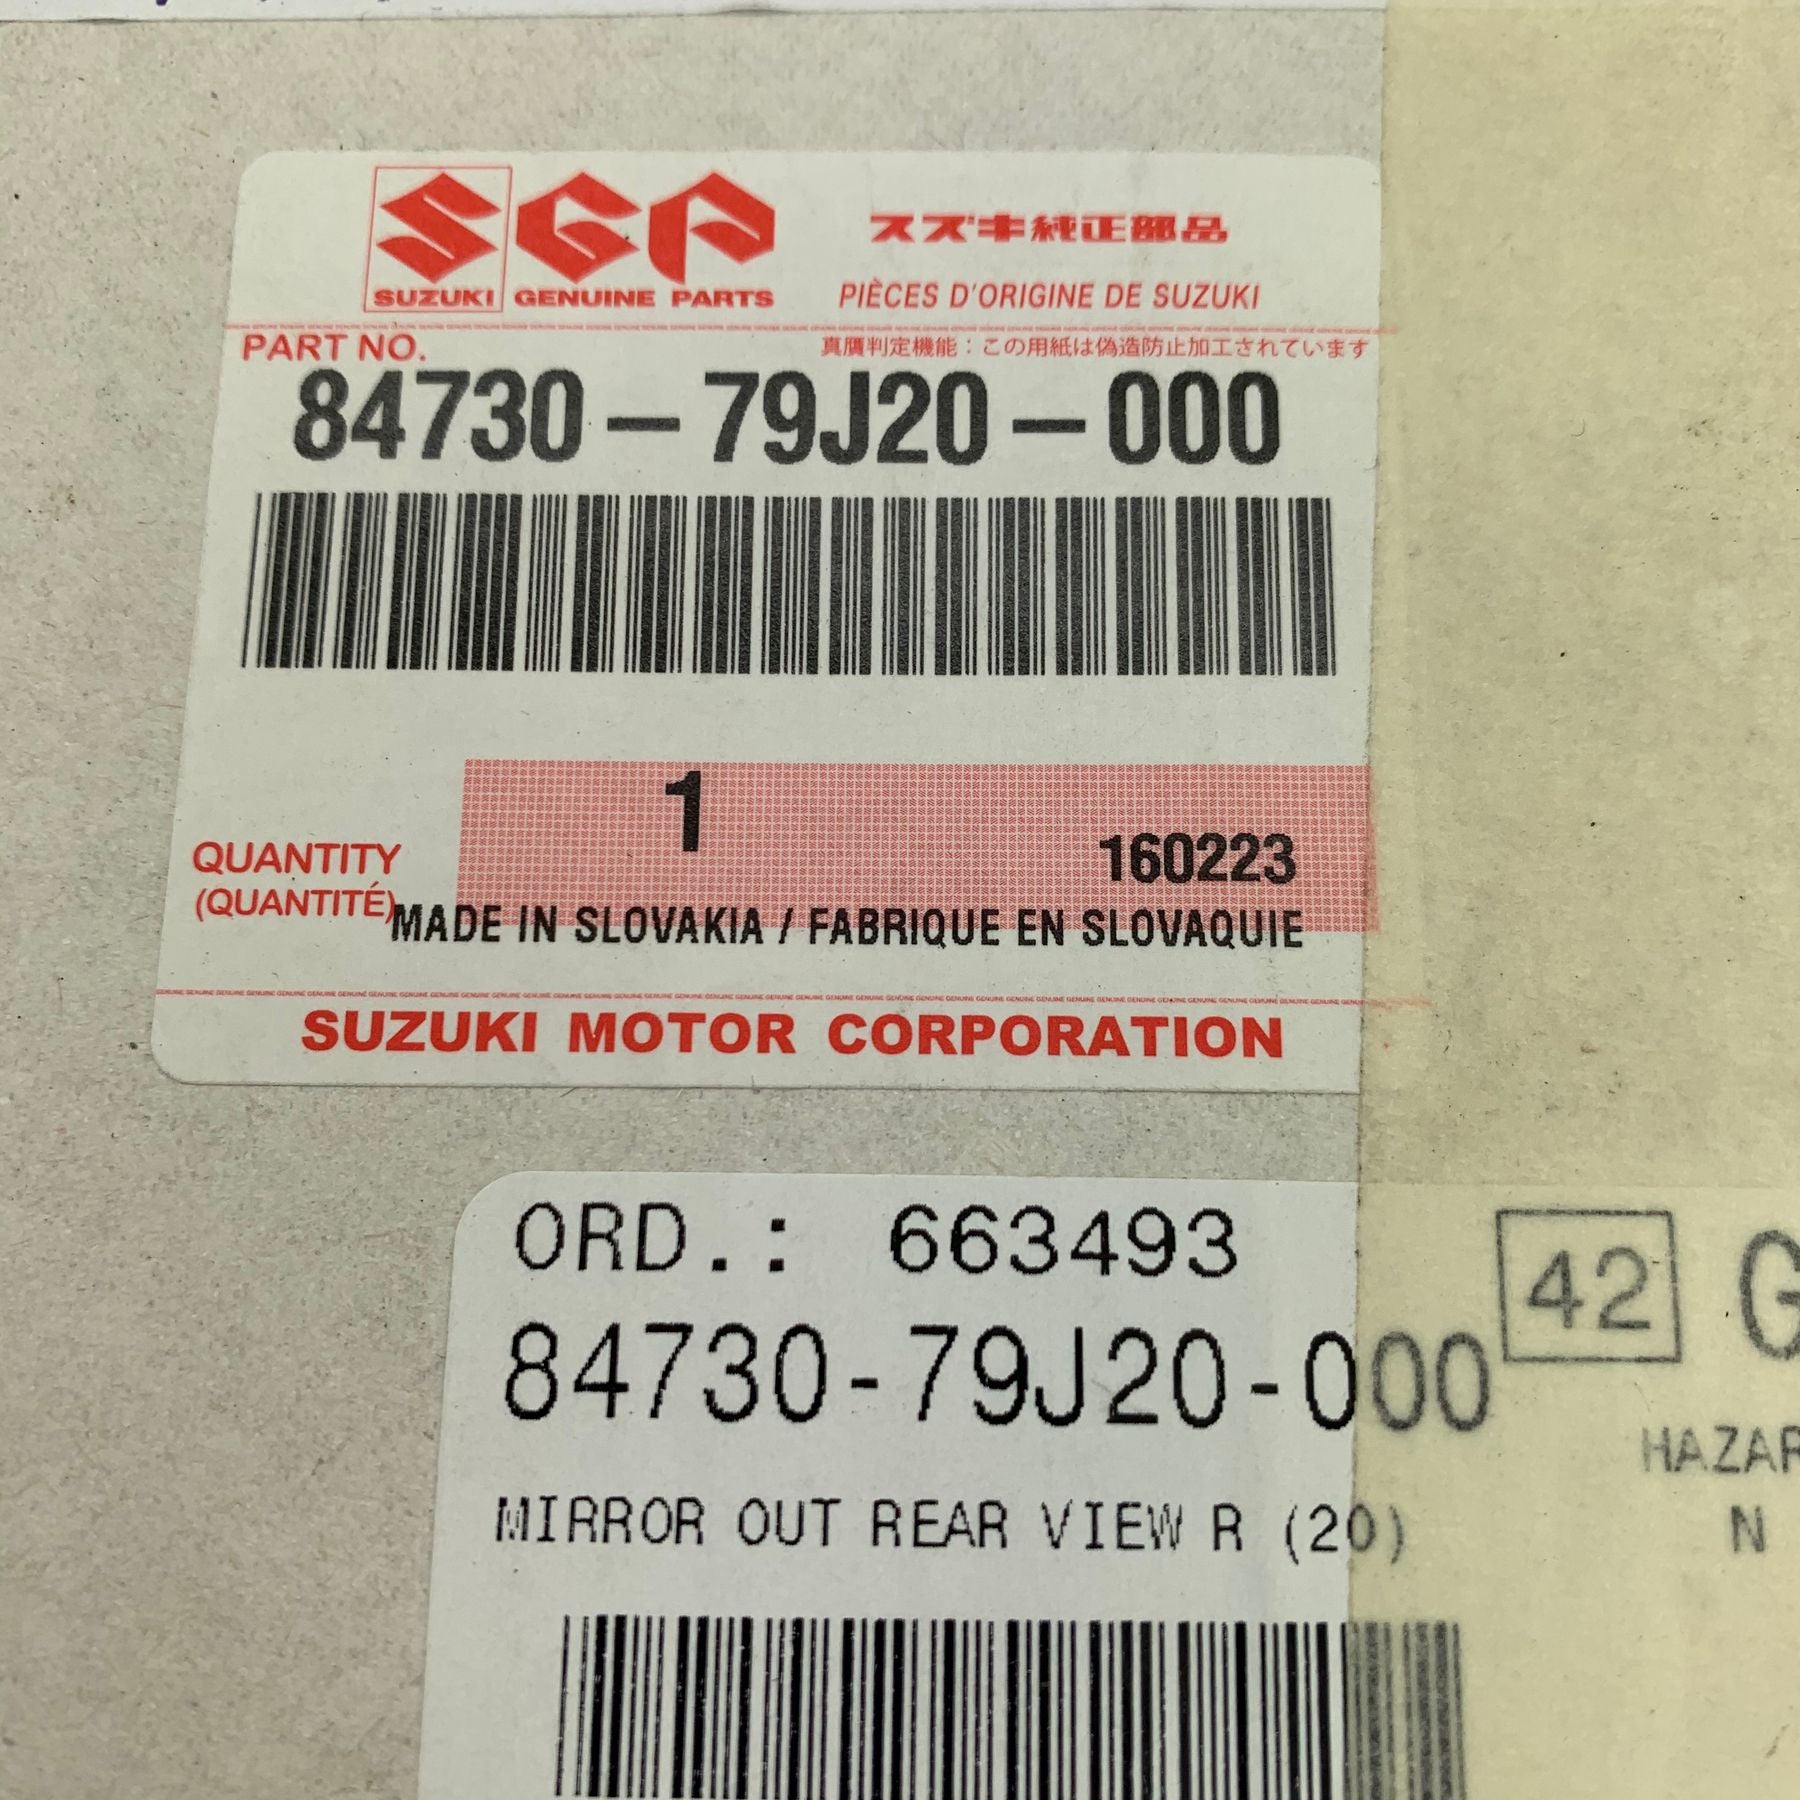 SUZUKI GENUINE PARTS
スズキ純正部品
PIÈCES D'ORIGINE DE SUZUKI
PART NO.
真贋判定機能：この用紙は偽造防止加工されています
84730-79J20-000
1
160223
QUANTITY
(QUANTITÉ)
MADE IN SLOVAKIA / FABRIQUE EN SLOVAQUIE
SUZUKI MOTOR CORPORATION
ORD.: 663493
42 G
84730-79J20-000
HAZAR
MIRROR OUT REAR VIEW R (20)
N